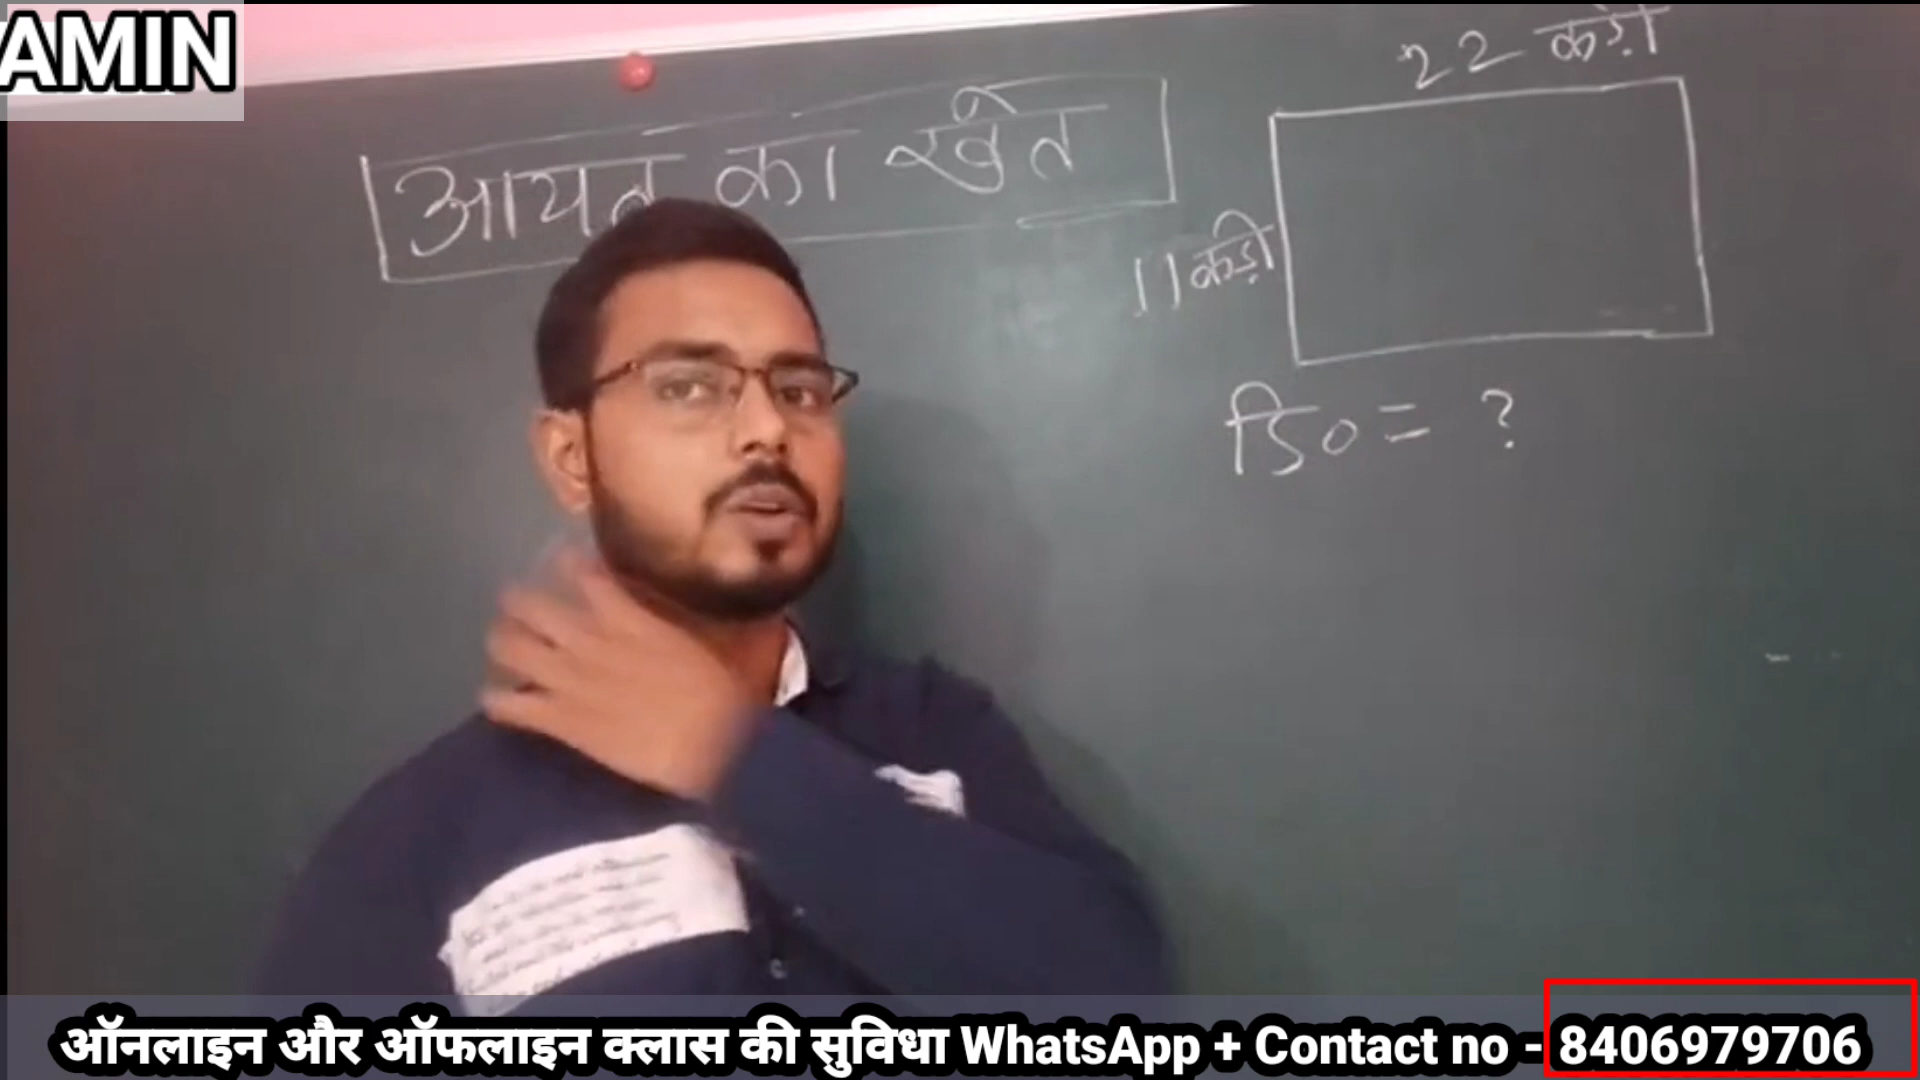 AMIN
22 कड़ी
आयत का खेत
11 कड़ी
डि० = ?
ऑनलाइन और ऑफलाइन क्लास की सुविधा WhatsApp + Contact no - 8406979706